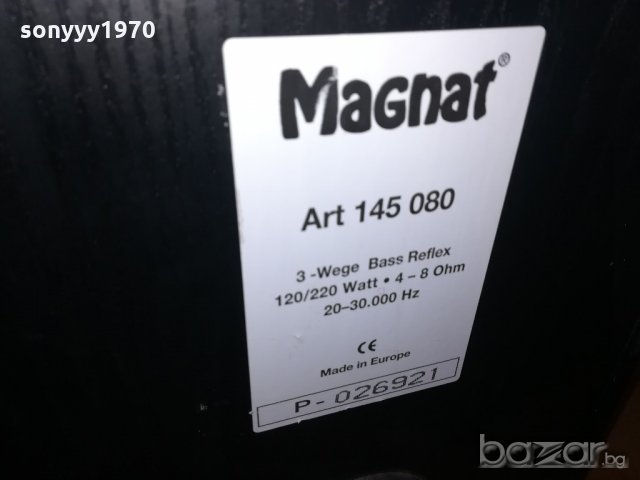 sonyyy1970
Magnat®
Art 145 080
3-Wege Bass Reflex
120/220 Watt • 4 – 8 Ohm
20–30.000 Hz
CE
Made in Europe
P-026921
bazar.bg